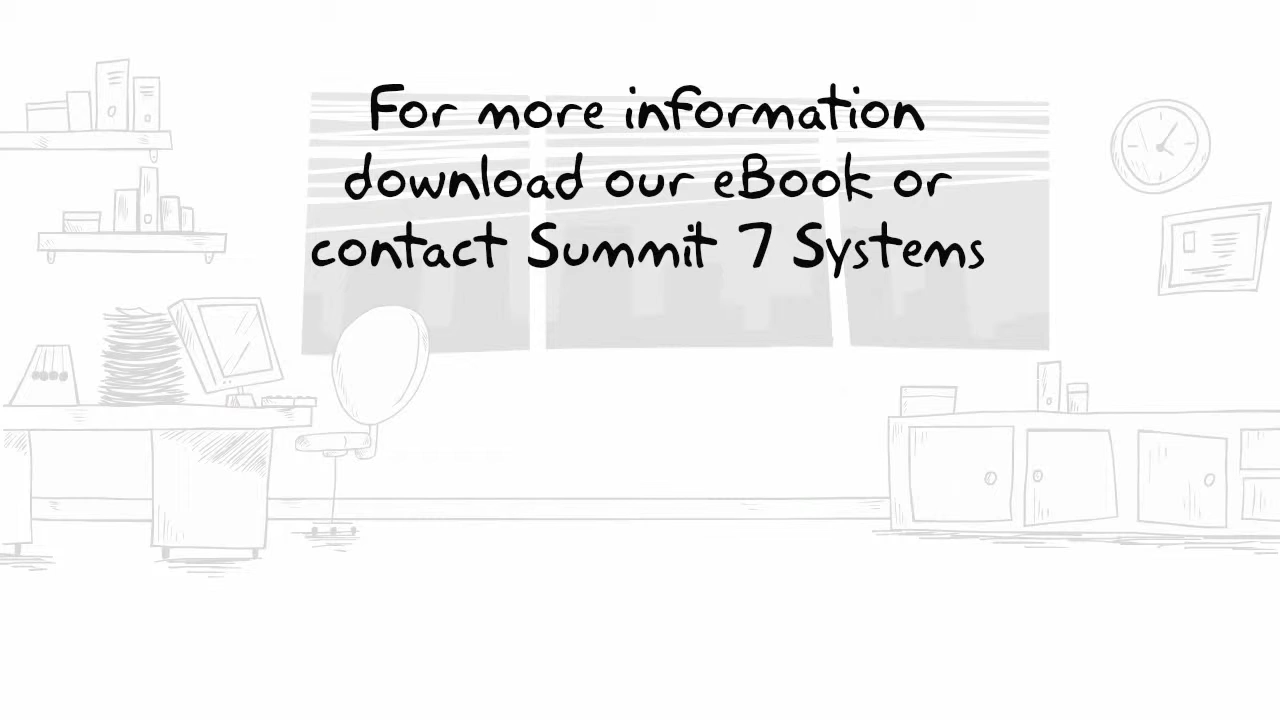 For more information
download our eBook or
contact Summit 7 Systems